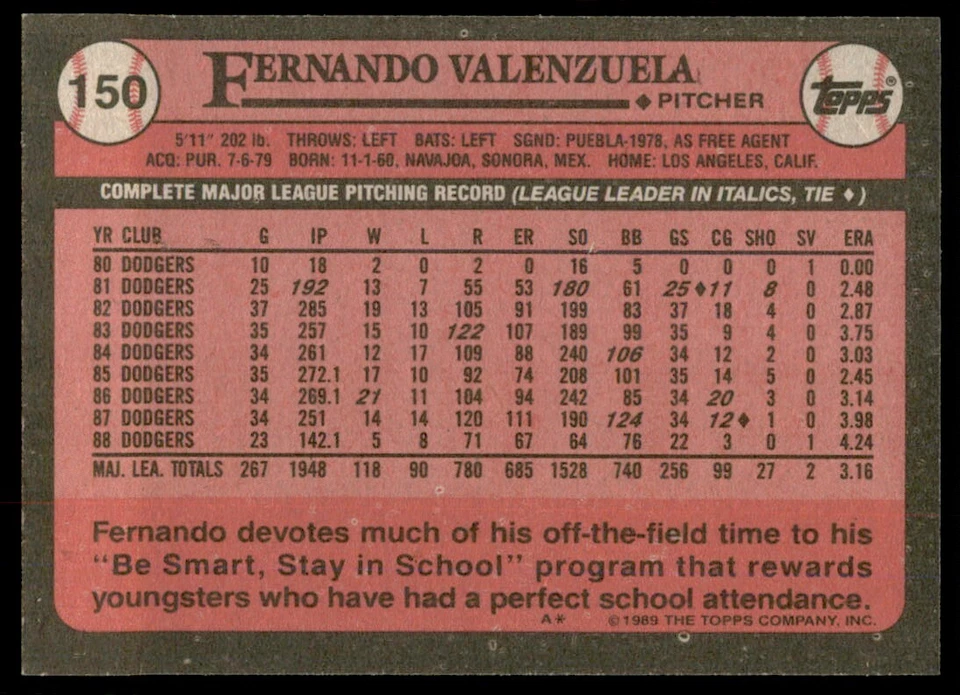 150
FERNANDO VALENZUELA
♦ PITCHER
TOPPS®
5'11" 202 lb. THROWS: LEFT BATS: LEFT SGND: PUEBLA-1978, AS FREE AGENT
ACQ: PUR. 7-6-79 BORN: 11-1-60, NAVAJOA, SONORA, MEX. HOME: LOS ANGELES, CALIF.
COMPLETE MAJOR LEAGUE PITCHING RECORD (LEAGUE LEADER IN ITALICS, TIE ♦)
YR CLUB G IP W L R ER SO BB GS CG SHO SV ERA
80 DODGERS 10 18 2 0 2 0 16 5 0 0 0 1 0.00
81 DODGERS 25 192 13 7 55 53 180 61 25 ♦11 8 0 2.48
82 DODGERS 37 285 19 13 105 91 199 83 37 18 4 0 2.87
83 DODGERS 35 257 15 10 122 107 189 99 35 9 4 0 3.75
84 DODGERS 34 261 12 17 109 88 240 106 34 12 2 0 3.03
85 DODGERS 35 272.1 17 10 92 74 208 101 35 14 5 0 2.45
86 DODGERS 34 269.1 21 11 104 94 242 85 34 20 3 0 3.14
87 DODGERS 34 251 14 14 120 111 190 124 34 12♦ 1 0 3.98
88 DODGERS 23 142.1 5 8 71 67 64 76 22 3 0 1 4.24
MAJ. LEA. TOTALS 267 1948 118 90 780 685 1528 740 256 99 27 2 3.16
Fernando devotes much of his off-the-field time to his
"Be Smart, Stay in School" program that rewards
youngsters who have had a perfect school attendance.
A* ©1989 THE TOPPS COMPANY, INC.